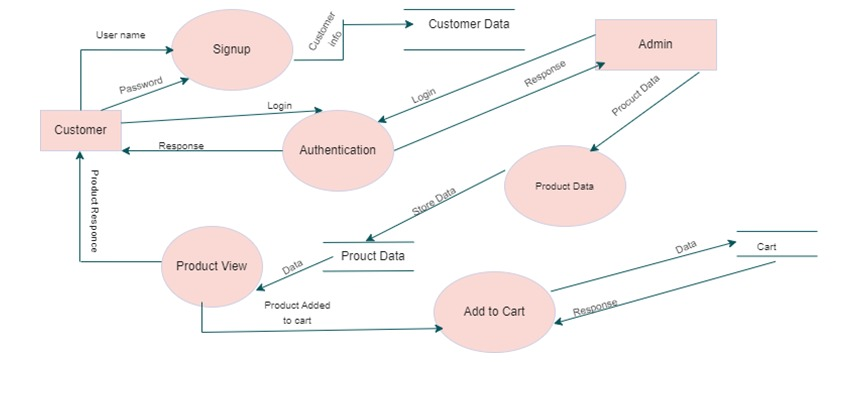 User name
Signup
Customer
info
Customer Data
Admin
Password
Login
Response
Procuct Data
Login
Customer
Response
Authentication
Product Data
Product Responce
Store Data
Product View
Data
Prouct Data
Data
Cart
Product Added
to cart
Add to Cart
Response